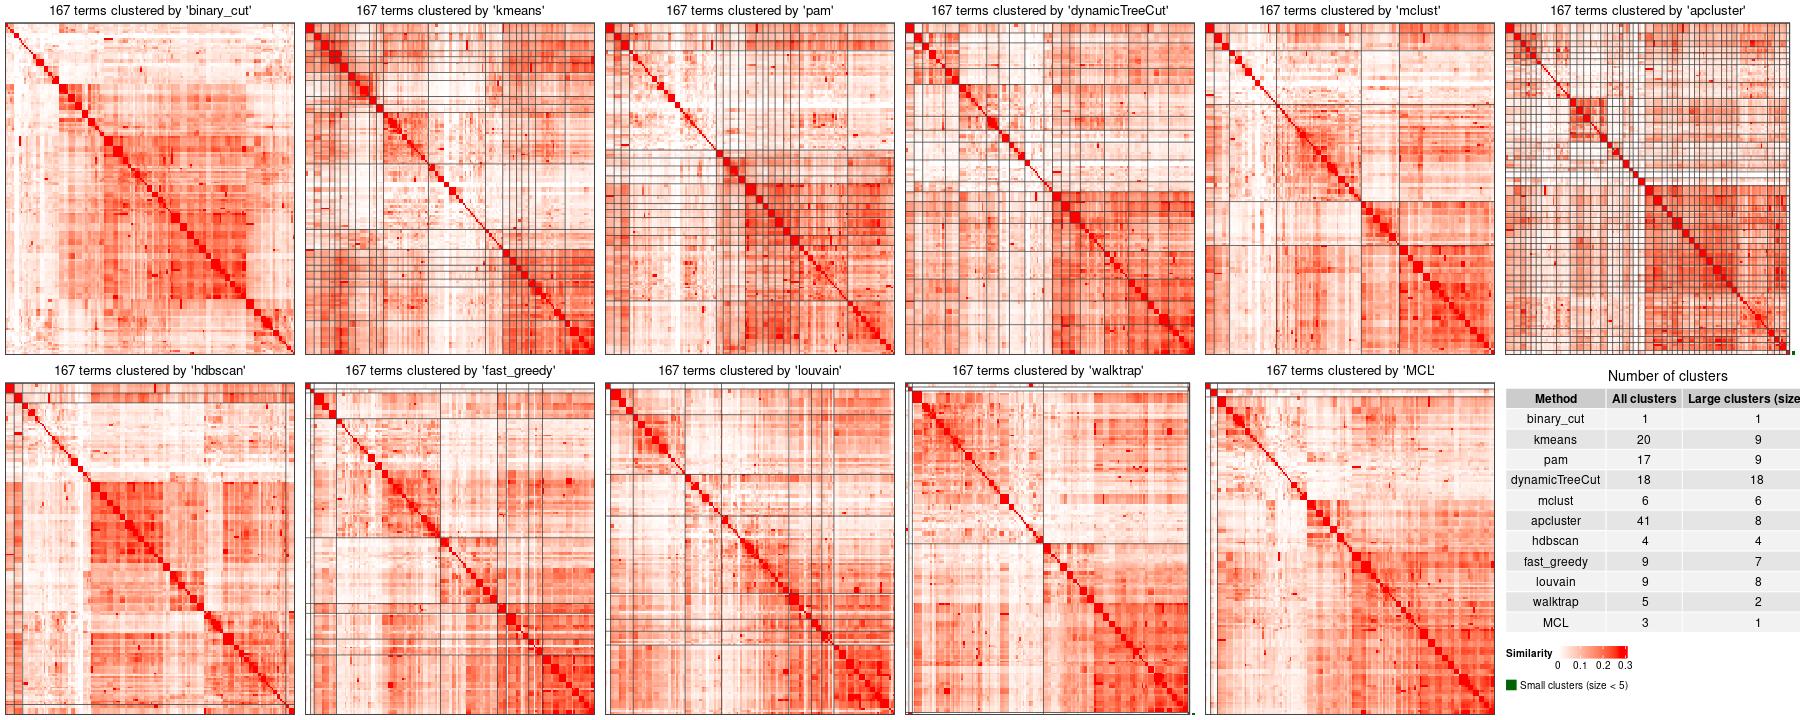 167 terms clustered by 'binary_cut'
167 terms clustered by 'kmeans'
167 terms clustered by 'pam'
167 terms clustered by 'dynamicTreeCut'
167 terms clustered by 'mclust'
167 terms clustered by 'apcluster'
167 terms clustered by 'hdbscan'
167 terms clustered by 'fast_greedy'
167 terms clustered by 'louvain'
167 terms clustered by 'walktrap'
167 terms clustered by 'MCL'
Number of clusters
Method All clusters Large clusters (size
binary_cut 1 1
kmeans 20 9
pam 17 9
dynamicTreeCut 18 18
mclust 6 6
apcluster 41 8
hdbscan 4 4
fast_greedy 9 7
louvain 9 8
walktrap 5 2
MCL 3 1
Similarity
0 0.1 0.2 0.3
Small clusters (size < 5)